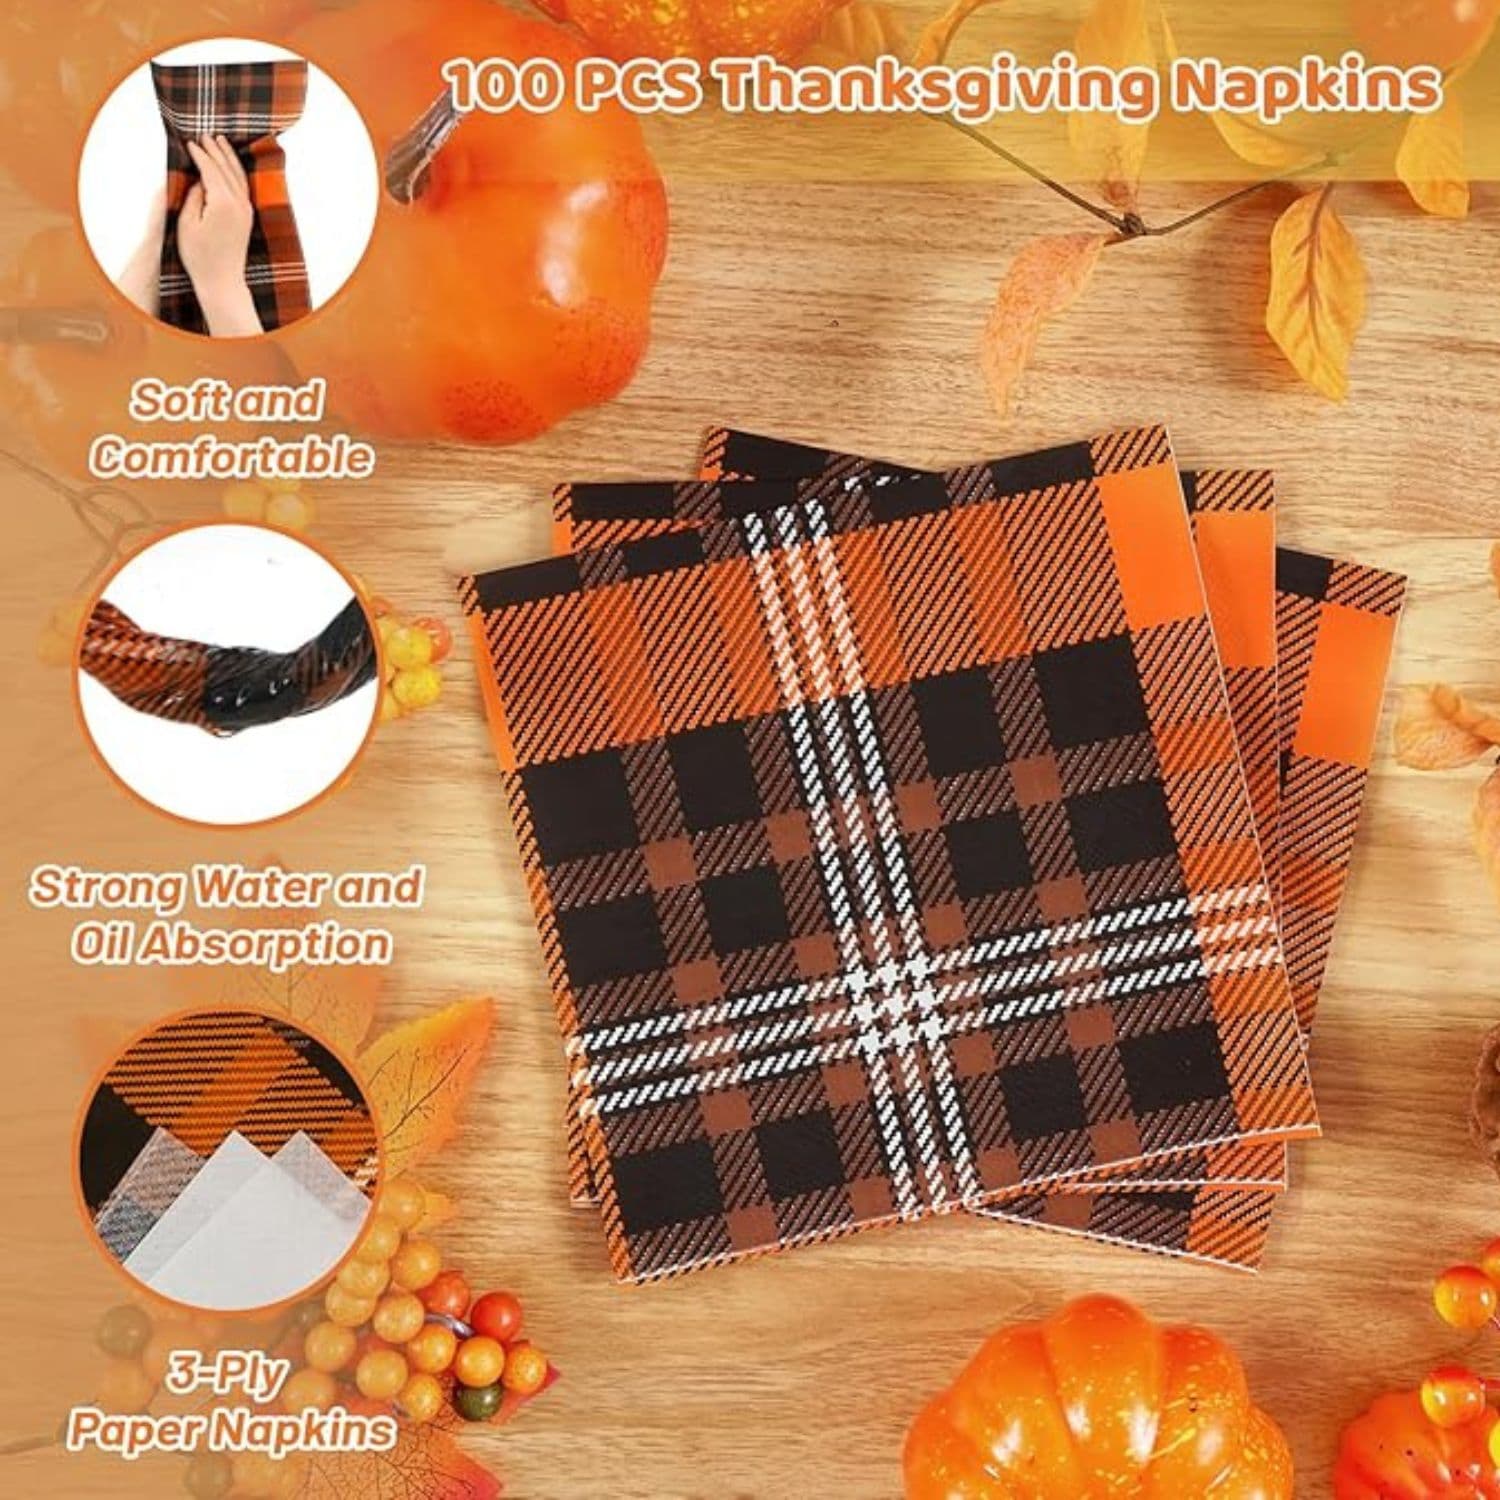 100 PCS Thanksgiving Napkins
Soft and
Comfortable
Strong Water and
Oil Absorption
3-Ply
Paper Napkins